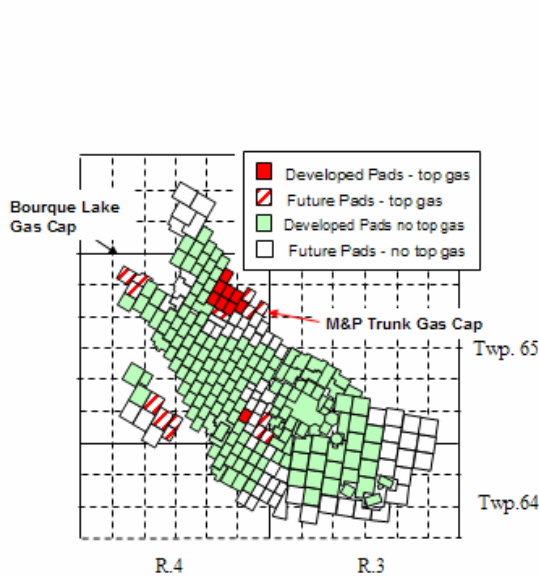 Developed Pads - top gas
Future Pads - top gas
Developed Pads no top gas
Future Pads - no top gas
Bourque Lake
Gas Cap
M&P Trunk Gas Cap
Twp. 65
Twp.64
R.4
R.3